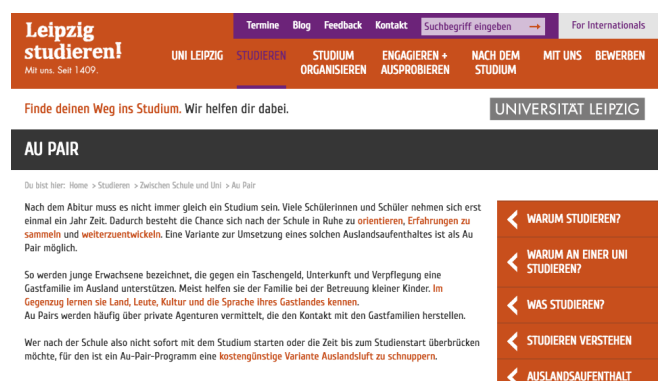 Leipzig
studieren!
Mit uns. Seit 1409.
Termine Blog Feedback Kontakt Suchbegriff eingeben → For Internationals
UNI LEIPZIG STUDIEREN STUDIUM ORGANISIEREN ENGAGIEREN + AUSPROBIEREN NACH DEM STUDIUM MIT UNS BEWERBEN
Finde deinen Weg ins Studium. Wir helfen dir dabei.
UNIVERSITÄT LEIPZIG
AU PAIR
Du bist hier: Home > Studieren > Zwischen Schule und Uni > Au Pair
Nach dem Abitur muss es nicht immer gleich ein Studium sein. Viele Schülerinnen und Schüler nehmen sich erst
einmal ein Jahr Zeit. Dadurch besteht die Chance sich nach der Schule in Ruhe zu orientieren, Erfahrungen zu
sammeln und weiterzuentwickeln. Eine Variante zur Umsetzung eines solchen Auslandsaufenthaltes ist als Au
Pair möglich.
So werden junge Erwachsene bezeichnet, die gegen ein Taschengeld, Unterkunft und Verpflegung eine
Gastfamilie im Ausland unterstützen. Meist helfen sie der Familie bei der Betreuung kleiner Kinder. Im
Gegenzug lernen sie Land, Leute, Kultur und die Sprache ihres Gastlandes kennen.
Au Pairs werden häufig über private Agenturen vermittelt, die den Kontakt mit den Gastfamilien herstellen.
Wer nach der Schule also nicht sofort mit dem Studium starten oder die Zeit bis zum Studienstart überbrücken
möchte, für den ist ein Au-Pair-Programm eine kostengünstige Variante Auslandsluft zu schnuppern.
WARUM STUDIEREN?
WARUM AN EINER UNI
STUDIEREN?
WAS STUDIEREN?
STUDIEREN VERSTEHEN
AUSLANDSAUFENTHALT